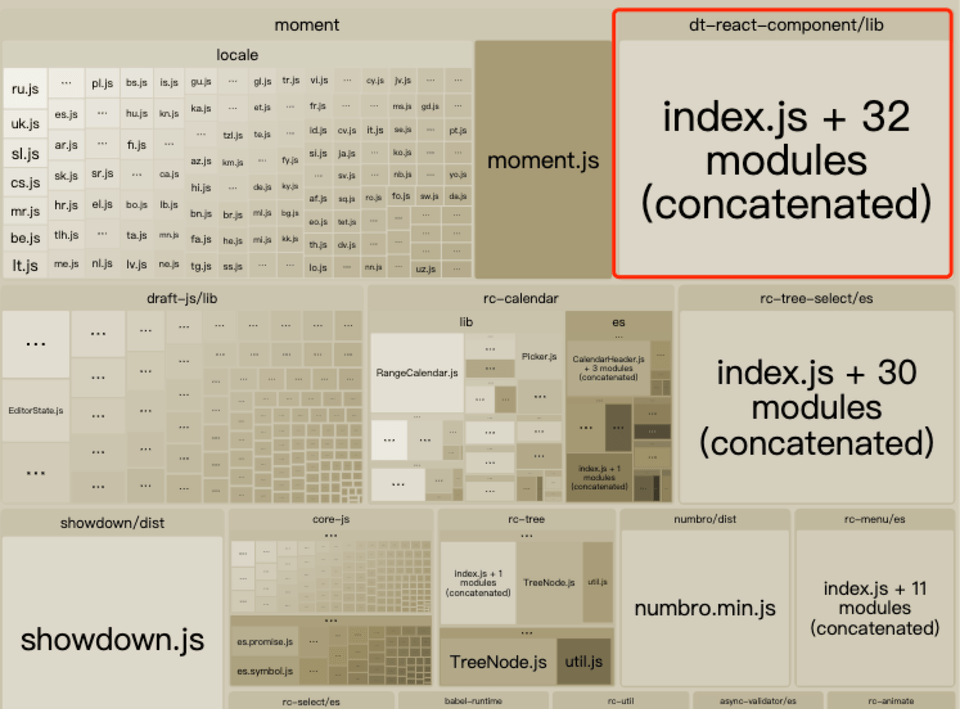 moment
locale
ru.js
uk.js
sl.js
cs.js
mr.js
be.js
lt.js
...
es.js
ar.js
sk.js
hr.js
tlh.js
me.js
pl.js
...
...
sr.js
el.js
...
nl.js
bs.js
hu.js
fi.js
...
bo.js
ta.js
lv.js
is.js
kn.js
...
ca.js
lb.js
mn.js
ne.js
gu.js
ka.js
...
az.js
hi.js
bn.js
fa.js
tg.js
...
...
tzl.js
km.js
...
br.js
he.js
ss.js
gl.js
et.js
te.js
...
de.js
ml.js
mi.js
...
tr.js
...
...
fy.js
ky.js
bg.js
kk.js
...
vi.js
fr.js
id.js
si.js
...
af.js
eo.js
th.js
lo.js
...
...
cv.js
ja.js
sv.js
sq.js
tet.js
dv.js
...
cy.js
...
it.js
...
...
ro.js
...
...
nn.js
jv.js
ms.js
se.js
ko.js
nb.js
fo.js
...
...
...
...
gd.js
...
...
...
sw.js
...
...
...
uz.js
...
...
pt.js
...
yo.js
da.js
...
...
...
...
moment.js
dt-react-component/lib
index.js + 32
modules
(concatenated)
draft-js/lib
...
EditorState.js
...
rc-calendar
lib
RangeCalendar.js
Picker.js
es
CalendarHeader.js
+ 3 modules
(concatenated)
index.js + 1
modules
(concatenated)
rc-tree-select/es
index.js + 30
modules
(concatenated)
showdown/dist
showdown.js
core-js
...
...
es.promise.js
es.symbol.js
rc-tree
...
index.js + 1
modules
(concatenated)
TreeNode.js
util.js
...
TreeNode.js
util.js
numbro/dist
numbro.min.js
rc-menu/es
index.js + 11
modules
(concatenated)
rc-select/es
babel-runtime
rc-util
async-validator/es
rc-animate